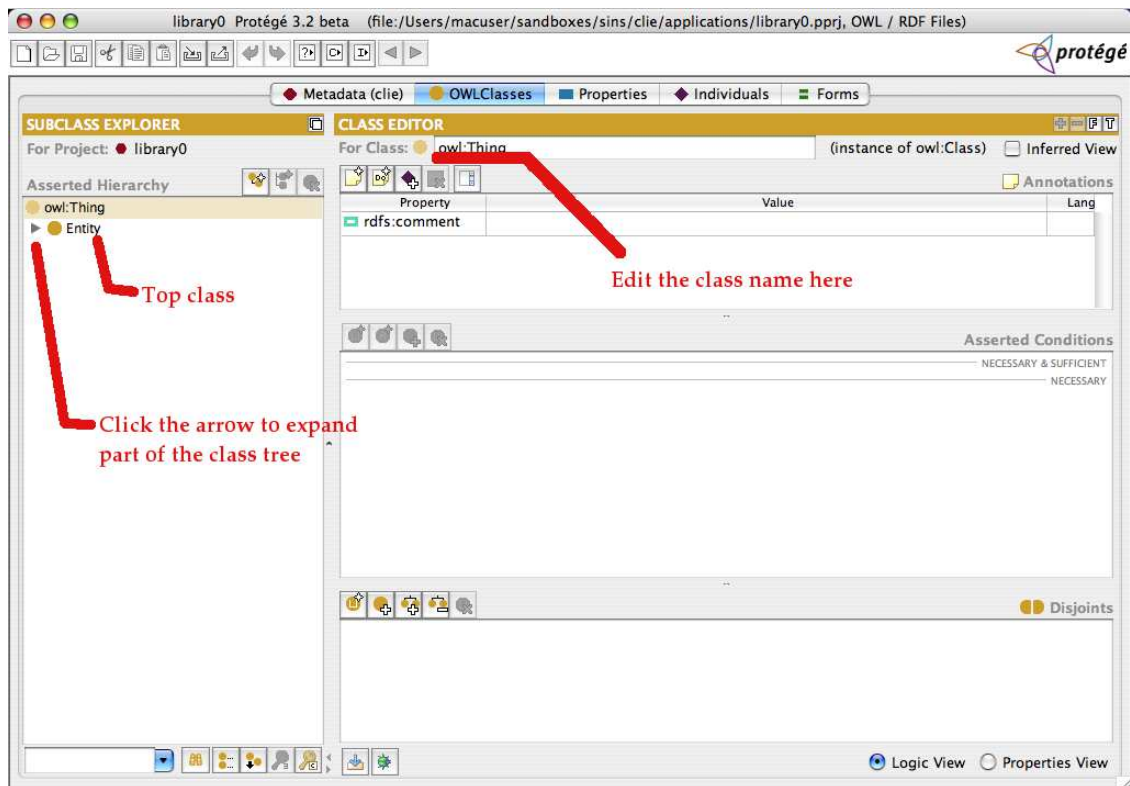 library0 Protégé 3.2 beta (file:/Users/macuser/sandboxes/sins/clie/applications/library0.pprj, OWL / RDF Files)
protégé
Metadata (clie) OWLClasses Properties Individuals Forms
SUBCLASS EXPLORER
For Project: library0
Asserted Hierarchy
owl:Thing
Entity
Top class
Click the arrow to expand
part of the class tree
CLASS EDITOR
For Class: owl:Thing (instance of owl:Class) Inferred View
Annotations
Property Value Lang
rdfs:comment
Edit the class name here
Asserted Conditions
NECESSARY & SUFFICIENT
NECESSARY
Disjoints
Logic View Properties View